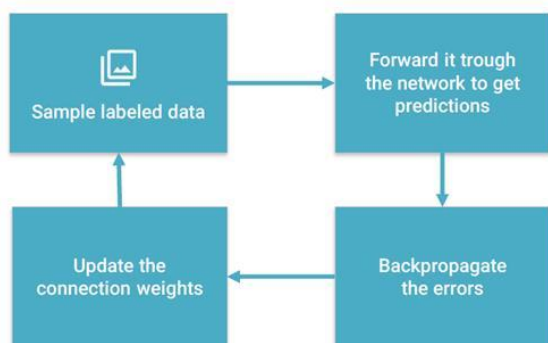 Sample labeled data
Forward it trough
the network to get
predictions
Backpropagate
the errors
Update the
connection weights